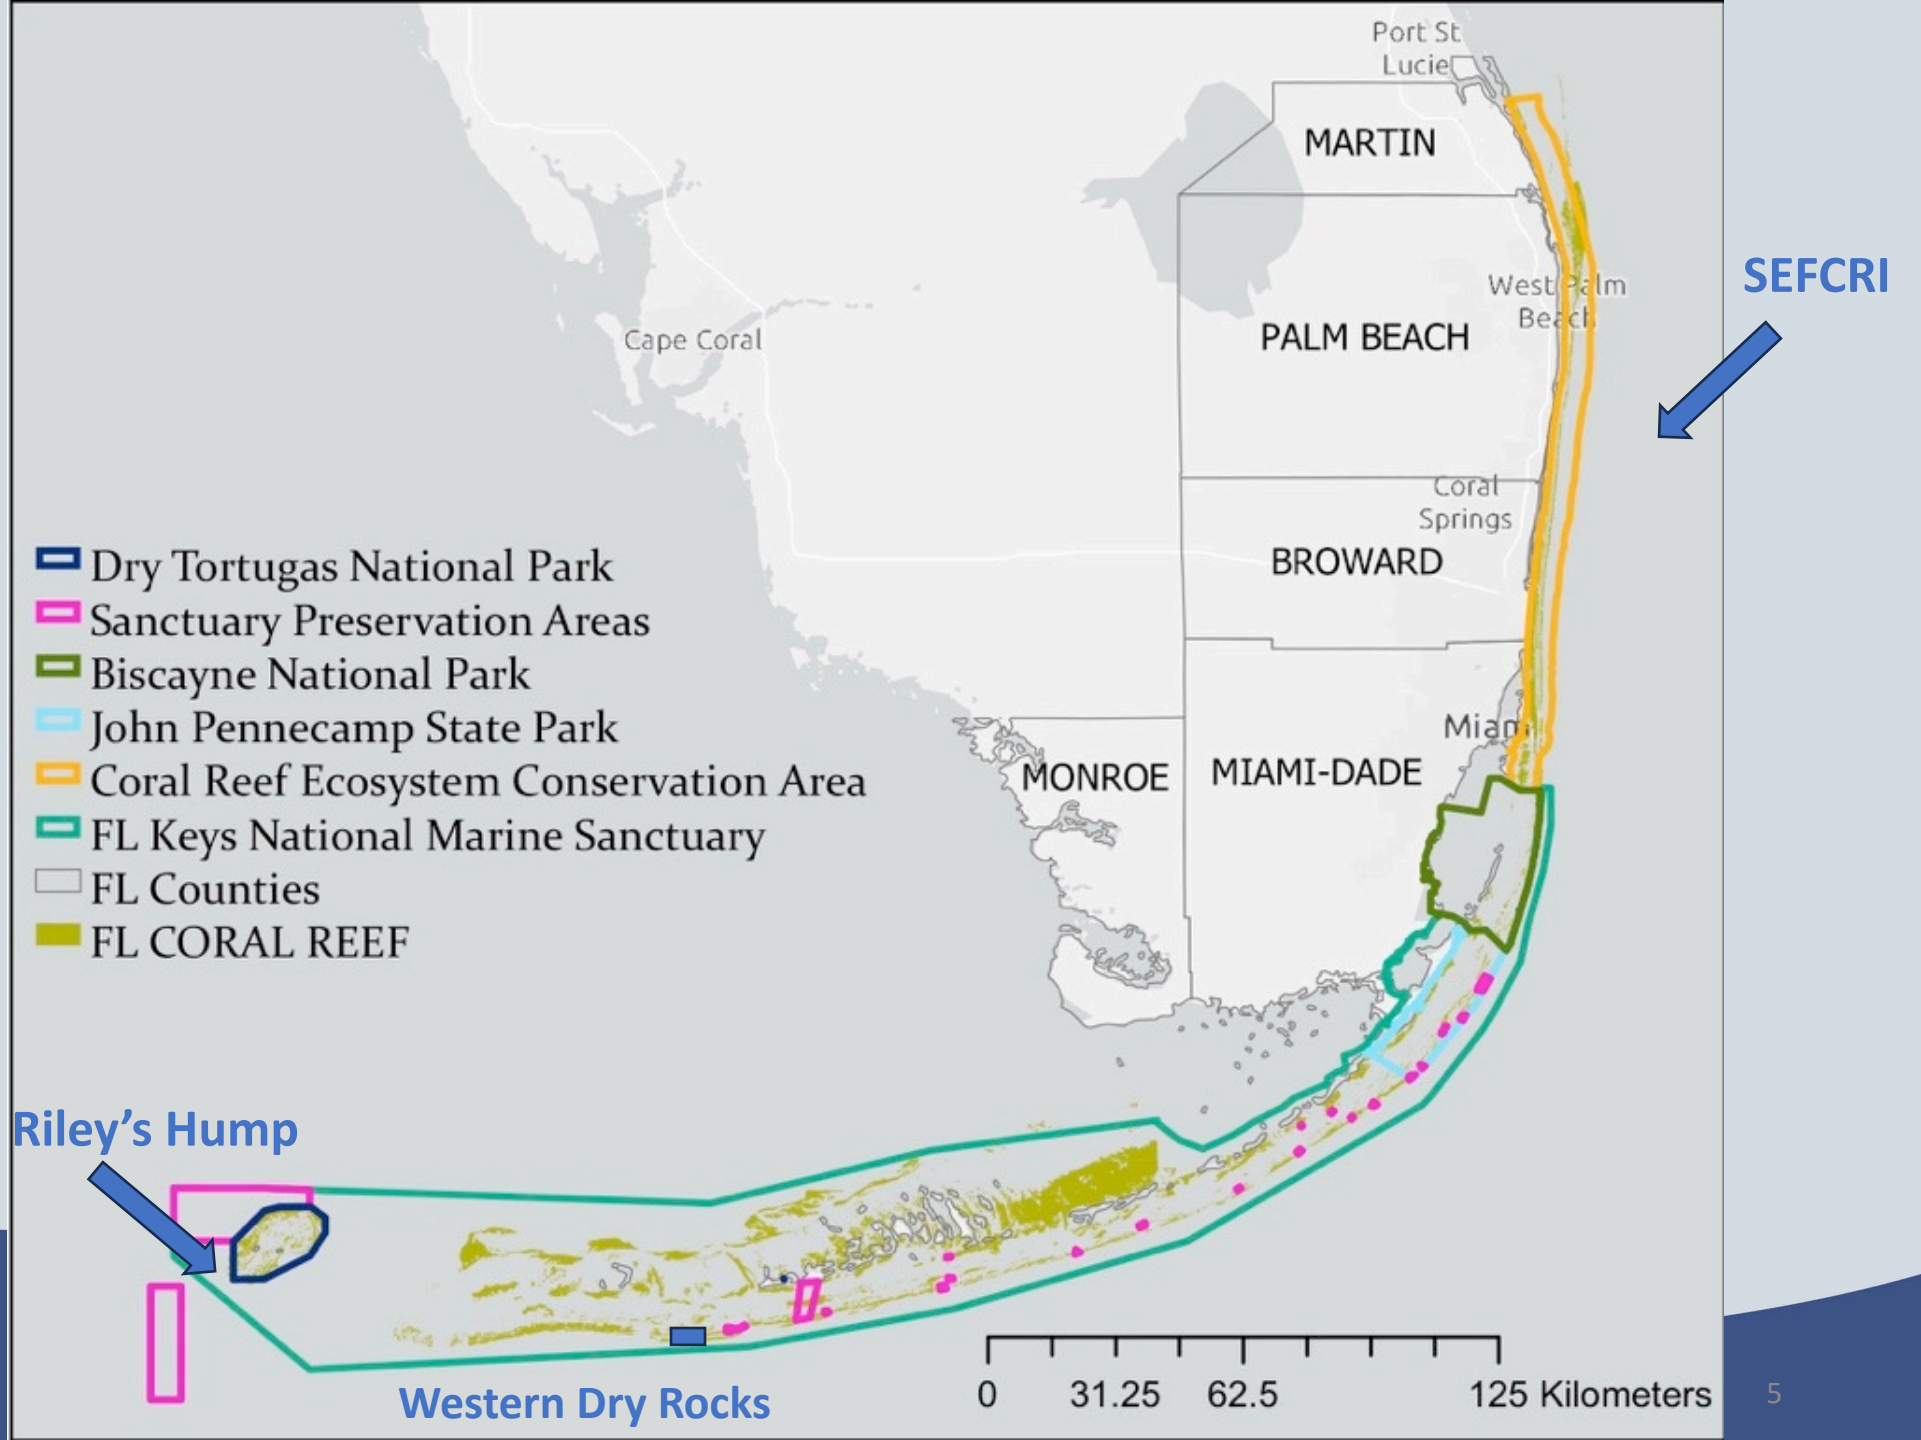 Port St
Lucie
MARTIN
SEFCRI
West Palm
Beach
PALM BEACH
Cape Coral
Coral
Springs
BROWARD
Dry Tortugas National Park
Sanctuary Preservation Areas
Biscayne National Park
John Pennecamp State Park
Coral Reef Ecosystem Conservation Area
FL Keys National Marine Sanctuary
FL Counties
FL CORAL REEF
Miami
MONROE
MIAMI-DADE
Riley’s Hump
Western Dry Rocks
0 31.25 62.5 125 Kilometers
5